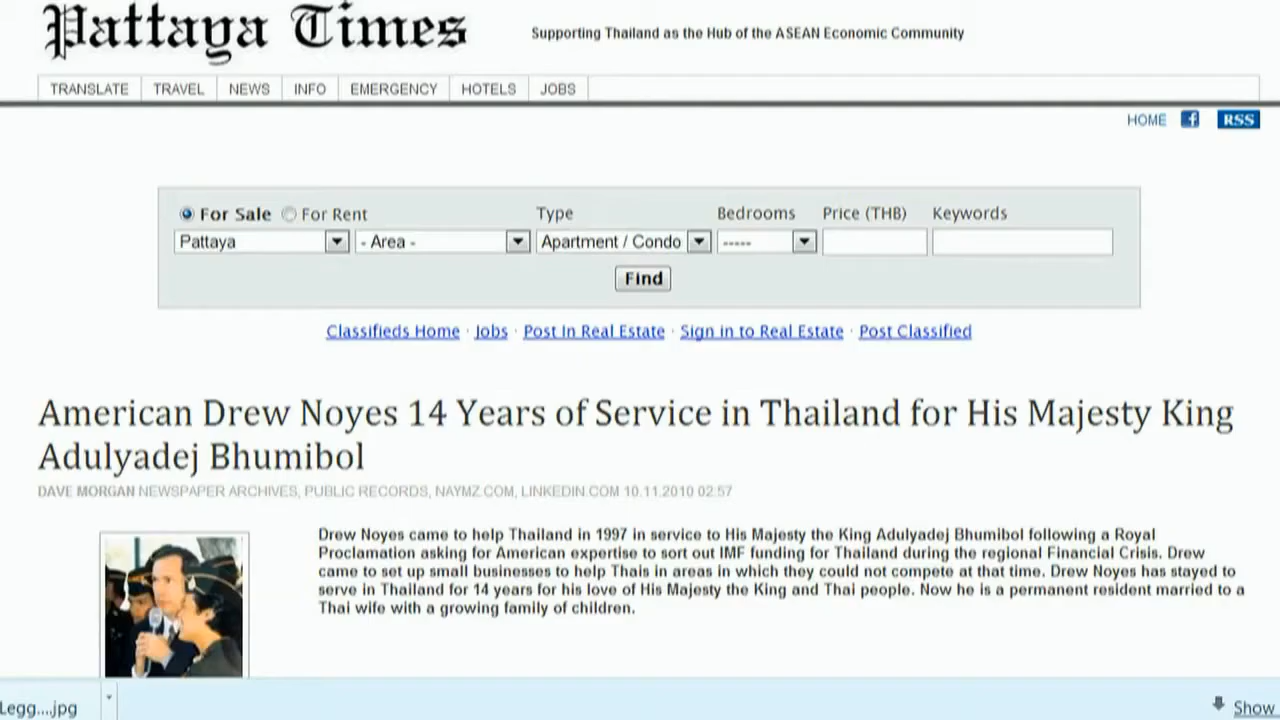 Pattaya Times
Supporting Thailand as the Hub of the ASEAN Economic Community
TRANSLATE TRAVEL NEWS INFO EMERGENCY HOTELS JOBS
HOME f RSS
For Sale For Rent Type Bedrooms Price (THB) Keywords
Pattaya - Area - Apartment / Condo -----
Find
Classifieds Home · Jobs · Post In Real Estate · Sign in to Real Estate · Post Classified
American Drew Noyes 14 Years of Service in Thailand for His Majesty King
Adulyadej Bhumibol
DAVE MORGAN NEWSPAPER ARCHIVES, PUBLIC RECORDS, NAYMZ.COM, LINKEDIN.COM 10.11.2010 02:57
Drew Noyes came to help Thailand in 1997 in service to His Majesty the King Adulyadej Bhumibol following a Royal
Proclamation asking for American expertise to sort out IMF funding for Thailand during the regional Financial Crisis. Drew
came to set up small businesses to help Thais in areas in which they could not compete at that time. Drew Noyes has stayed to
serve in Thailand for 14 years for his love of His Majesty the King and Thai people. Now he is a permanent resident married to a
Thai wife with a growing family of children.
Legg....jpg
Show